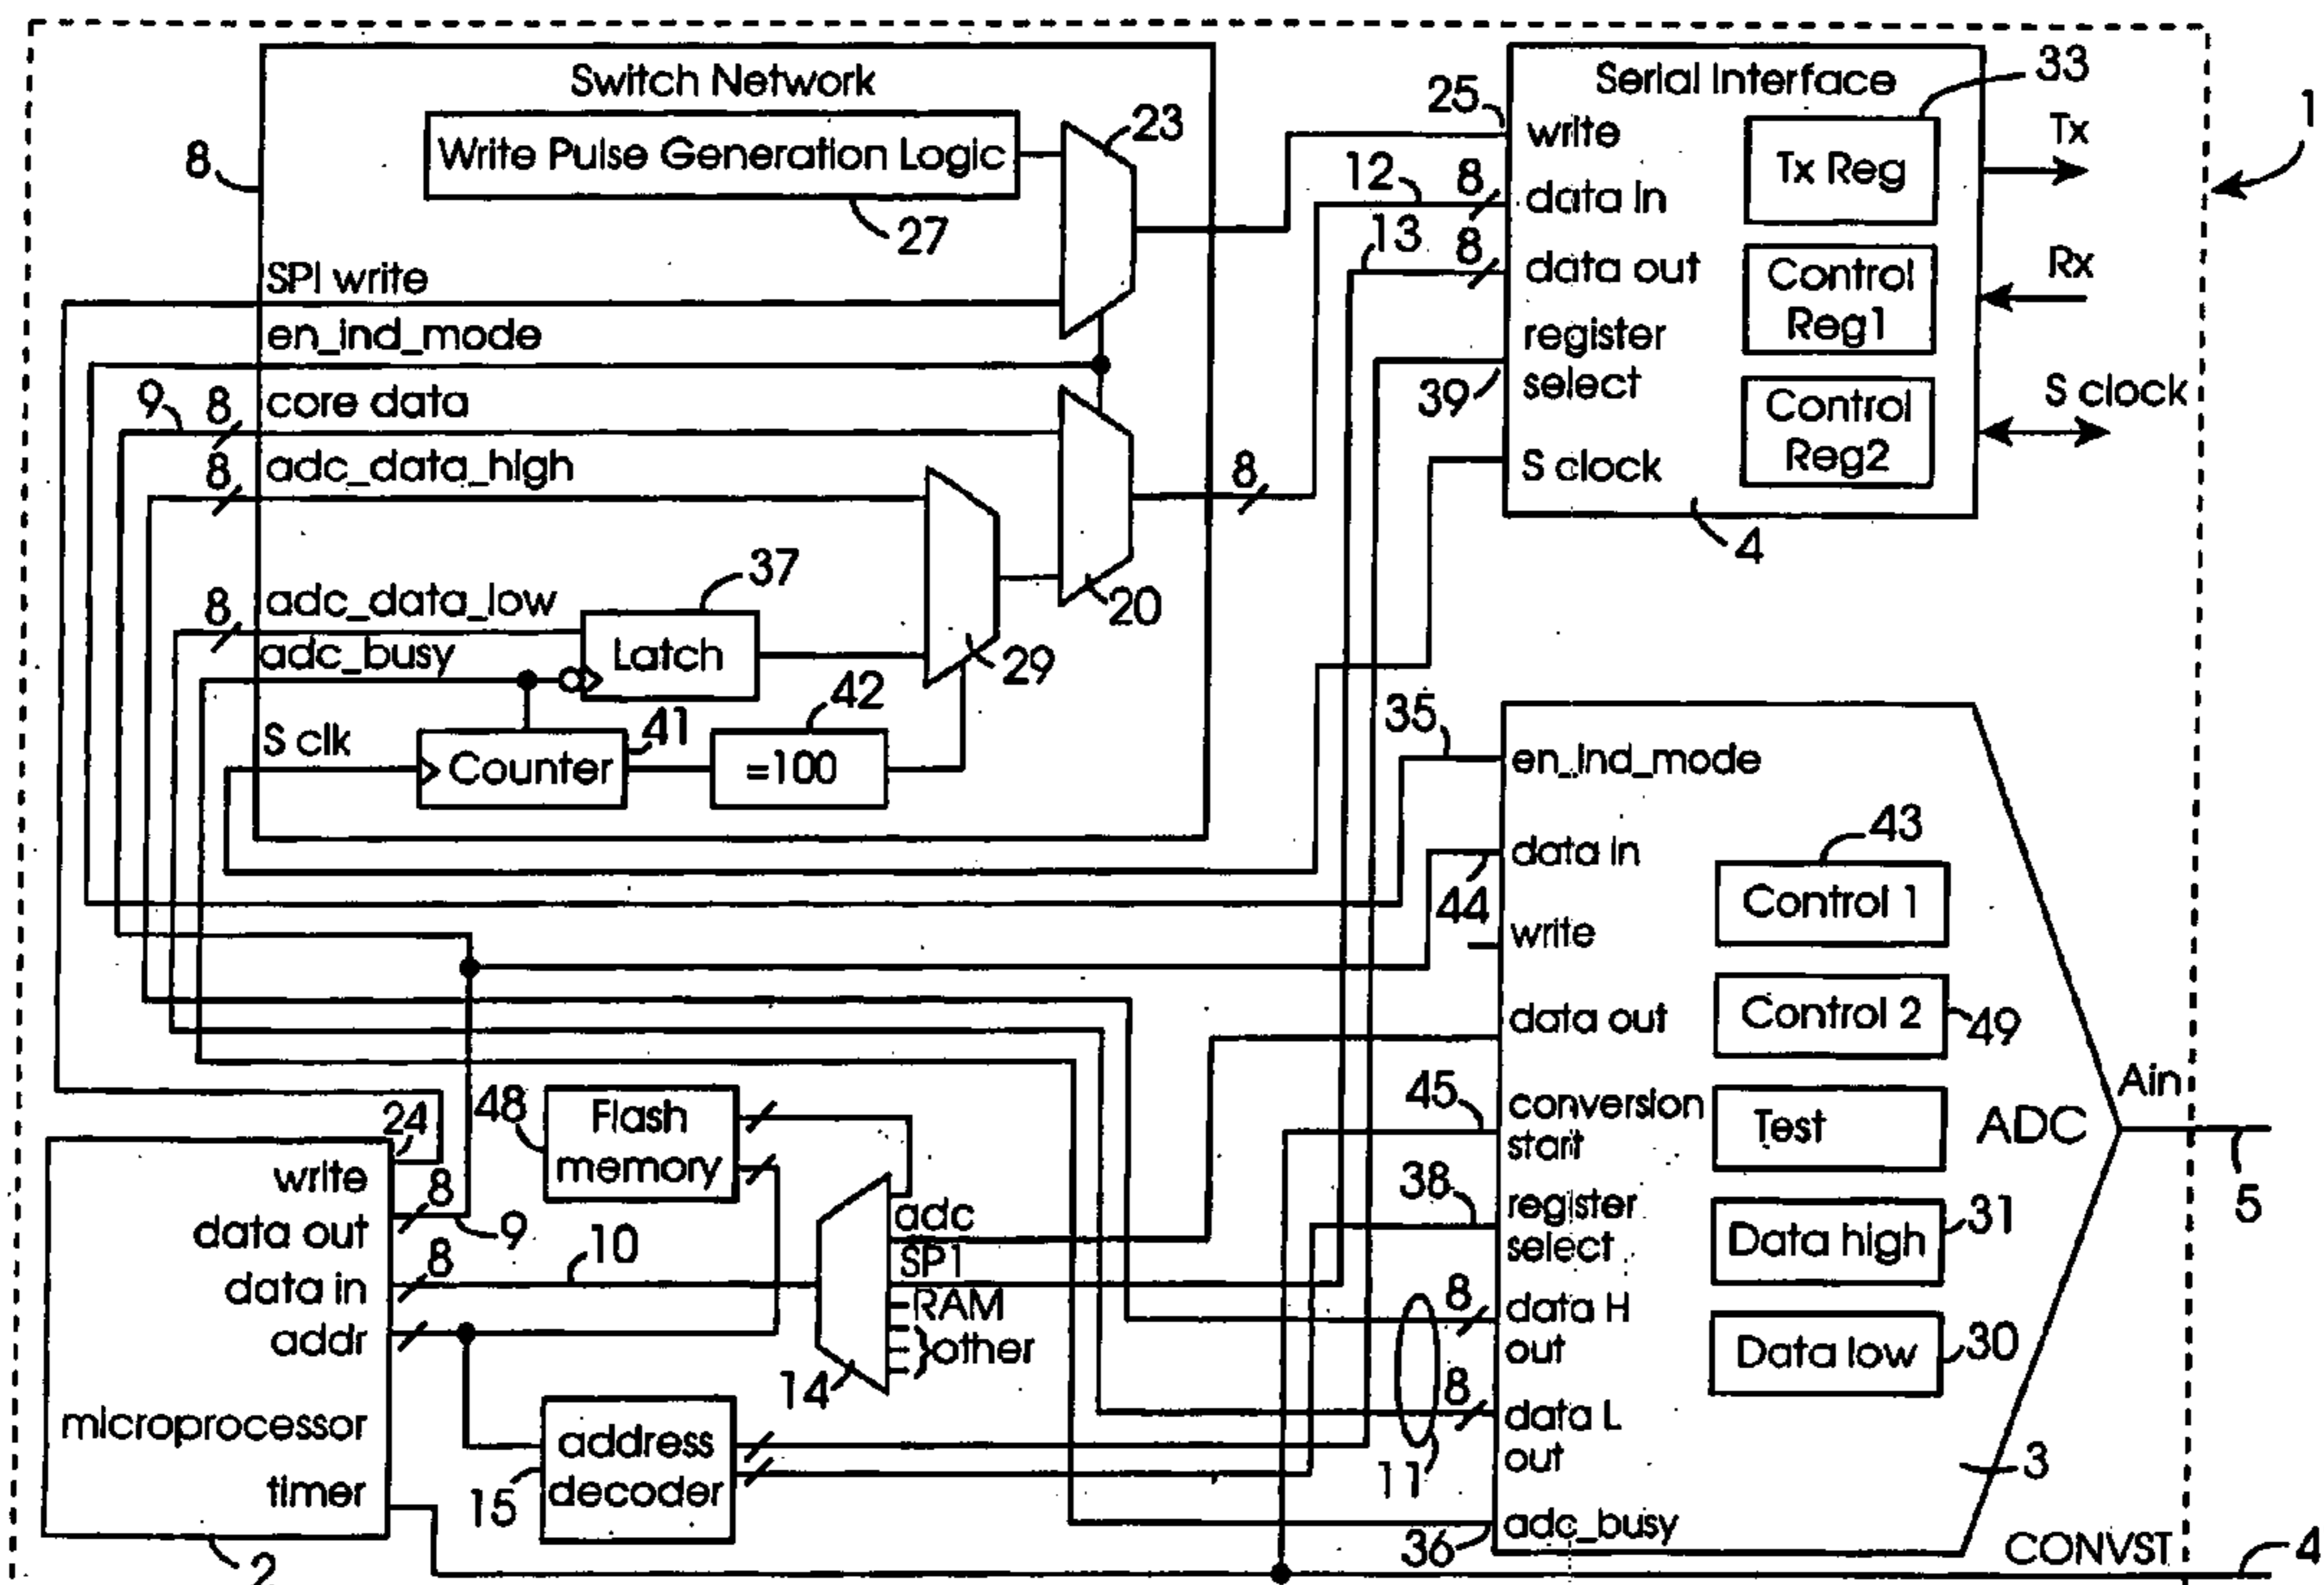 Switch Network
Write Pulse Generation Logic
23
8
27
SPI write
en_ind_mode
9
8
core data
8
adc_data_high
8
adc_data_low
37
Latch
adc_busy
29
20
8
42
41
S clk
Counter
=100
Serial Interface
33
1
25
write
Tx Reg
Tx
12
8
data in
13
8
data out
Control
Reg1
Rx
register
select
39
Control
Reg2
S clock
S clock
4
35
en_ind_mode
43
data in
44
Control 1
write
Control 2
49
data out
45
conversion
start
Test
ADC
Ain
5
38
register
select
Data high
31
8
data H
out
Data low
30
8
data L
out
11
3
adc_busy
36
CONVST
4
24
48
Flash
memory
write
8
data out
9
adc
8
10
SP1
data in
RAM
addr
other
14
microprocessor
address
decoder
15
timer
2